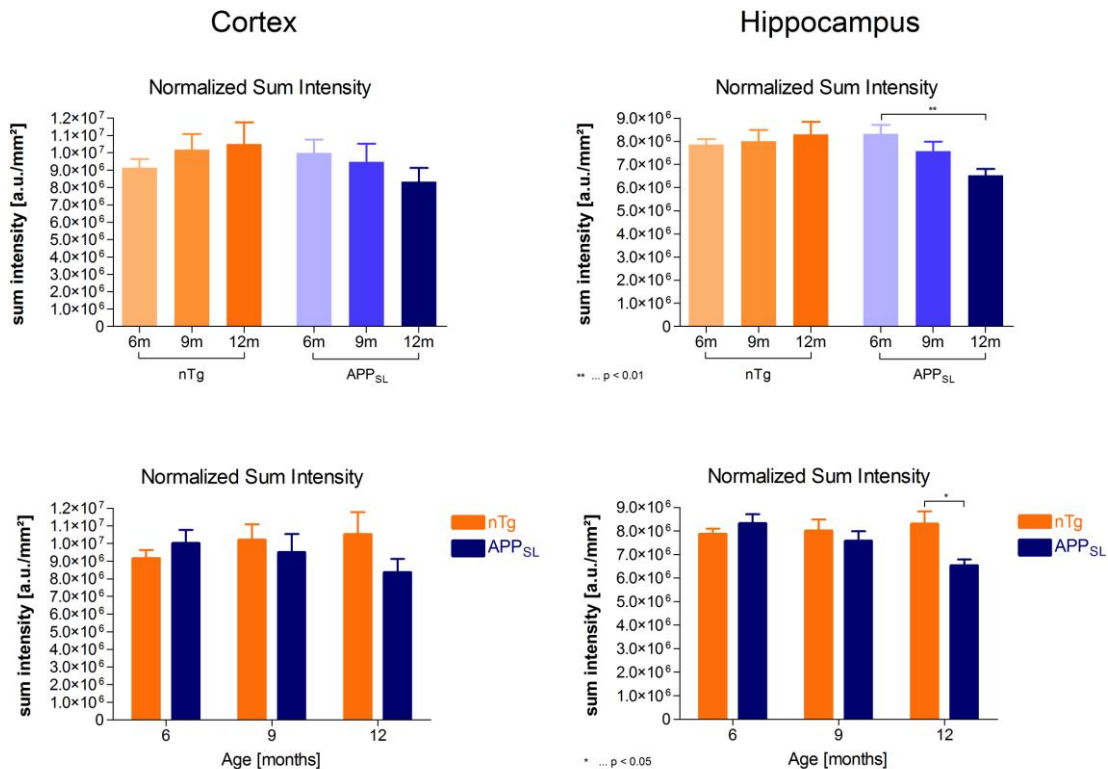 Cortex
Hippocampus
Normalized Sum Intensity
sum intensity [a.u./mm²]
1.2×10⁷
1.1×10⁷
1.0×10⁷
9.0×10⁶
8.0×10⁶
7.0×10⁶
6.0×10⁶
5.0×10⁶
4.0×10⁶
3.0×10⁶
2.0×10⁶
1.0×10⁶
0
6m 9m 12m 6m 9m 12m
nTg APP_SL
Normalized Sum Intensity
sum intensity [a.u./mm²]
9.0×10⁶
8.0×10⁶
7.0×10⁶
6.0×10⁶
5.0×10⁶
4.0×10⁶
3.0×10⁶
2.0×10⁶
1.0×10⁶
0
**
6m 9m 12m 6m 9m 12m
nTg APP_SL
** ... p < 0.01
Normalized Sum Intensity
sum intensity [a.u./mm²]
1.2×10⁷
1.1×10⁷
1.0×10⁷
9.0×10⁶
8.0×10⁶
7.0×10⁶
6.0×10⁶
5.0×10⁶
4.0×10⁶
3.0×10⁶
2.0×10⁶
1.0×10⁶
0
6 9 12
Age [months]
nTg
APP_SL
Normalized Sum Intensity
sum intensity [a.u./mm²]
9.0×10⁶
8.0×10⁶
7.0×10⁶
6.0×10⁶
5.0×10⁶
4.0×10⁶
3.0×10⁶
2.0×10⁶
1.0×10⁶
0
*
6 9 12
Age [months]
nTg
APP_SL
* ... p < 0.05